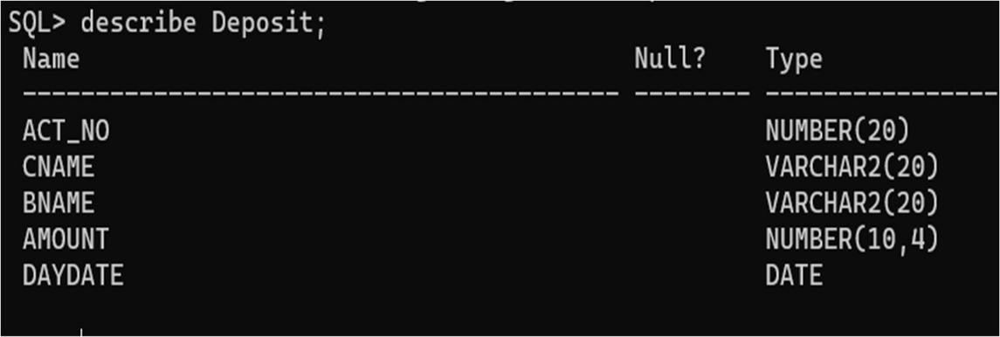 SQL> describe Deposit;
Name Null? Type
----------------------------------------- -------- ----------------
ACT_NO NUMBER(20)
CNAME VARCHAR2(20)
BNAME VARCHAR2(20)
AMOUNT NUMBER(10,4)
DAYDATE DATE